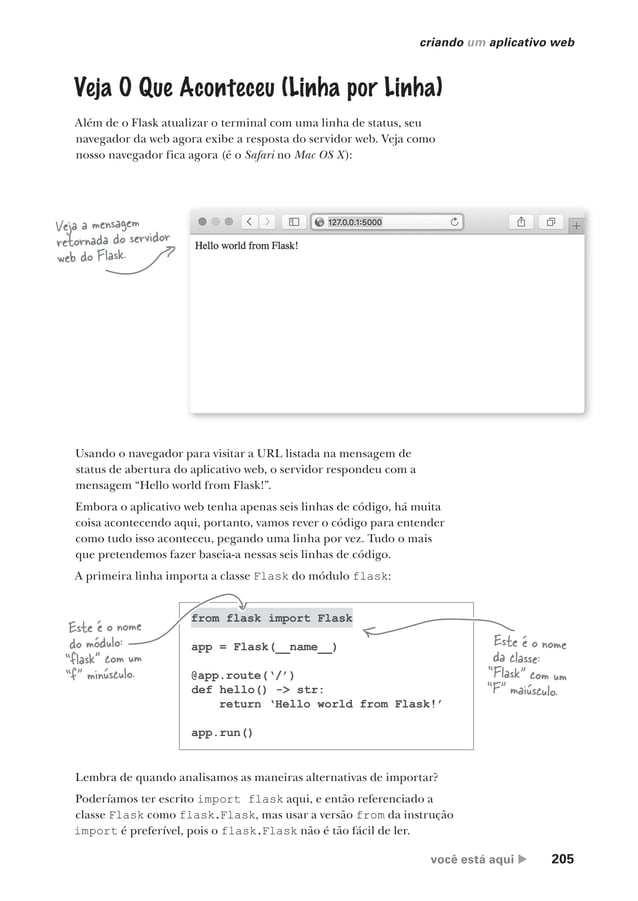 criando um aplicativo web
Veja O Que Aconteceu (Linha por Linha)
Além de o Flask atualizar o terminal com uma linha de status, seu
navegador da web agora exibe a resposta do servidor web. Veja como
nosso navegador fica agora (é o Safari no Mac OS X):
Veja a mensagem
retornada do servidor
web do Flask.
127.0.0.1:5000
Hello world from Flask!
Usando o navegador para visitar a URL listada na mensagem de
status de abertura do aplicativo web, o servidor respondeu com a
mensagem “Hello world from Flask!”.
Embora o aplicativo web tenha apenas seis linhas de código, há muita
coisa acontecendo aqui, portanto, vamos rever o código para entender
como tudo isso aconteceu, pegando uma linha por vez. Tudo o mais
que pretendemos fazer baseia-a nessas seis linhas de código.
A primeira linha importa a classe Flask do módulo flask:
Este é o nome
do módulo:
“flask” com um
“f” minúsculo.
from flask import Flask
app = Flask(__name__)
@app.route(‘/’)
def hello() -> str:
    return ‘Hello world from Flask!’
app.run()
Este é o nome
da classe:
“Flask” com um
“F” maiúsculo.
Lembra de quando analisamos as maneiras alternativas de importar?
Poderíamos ter escrito import flask aqui, e então referenciado a
classe Flask como flask.Flask, mas usar a versão from da instrução
import é preferível, pois o flask.Flask não é tão fácil de ler.
você está aqui ▶ 205